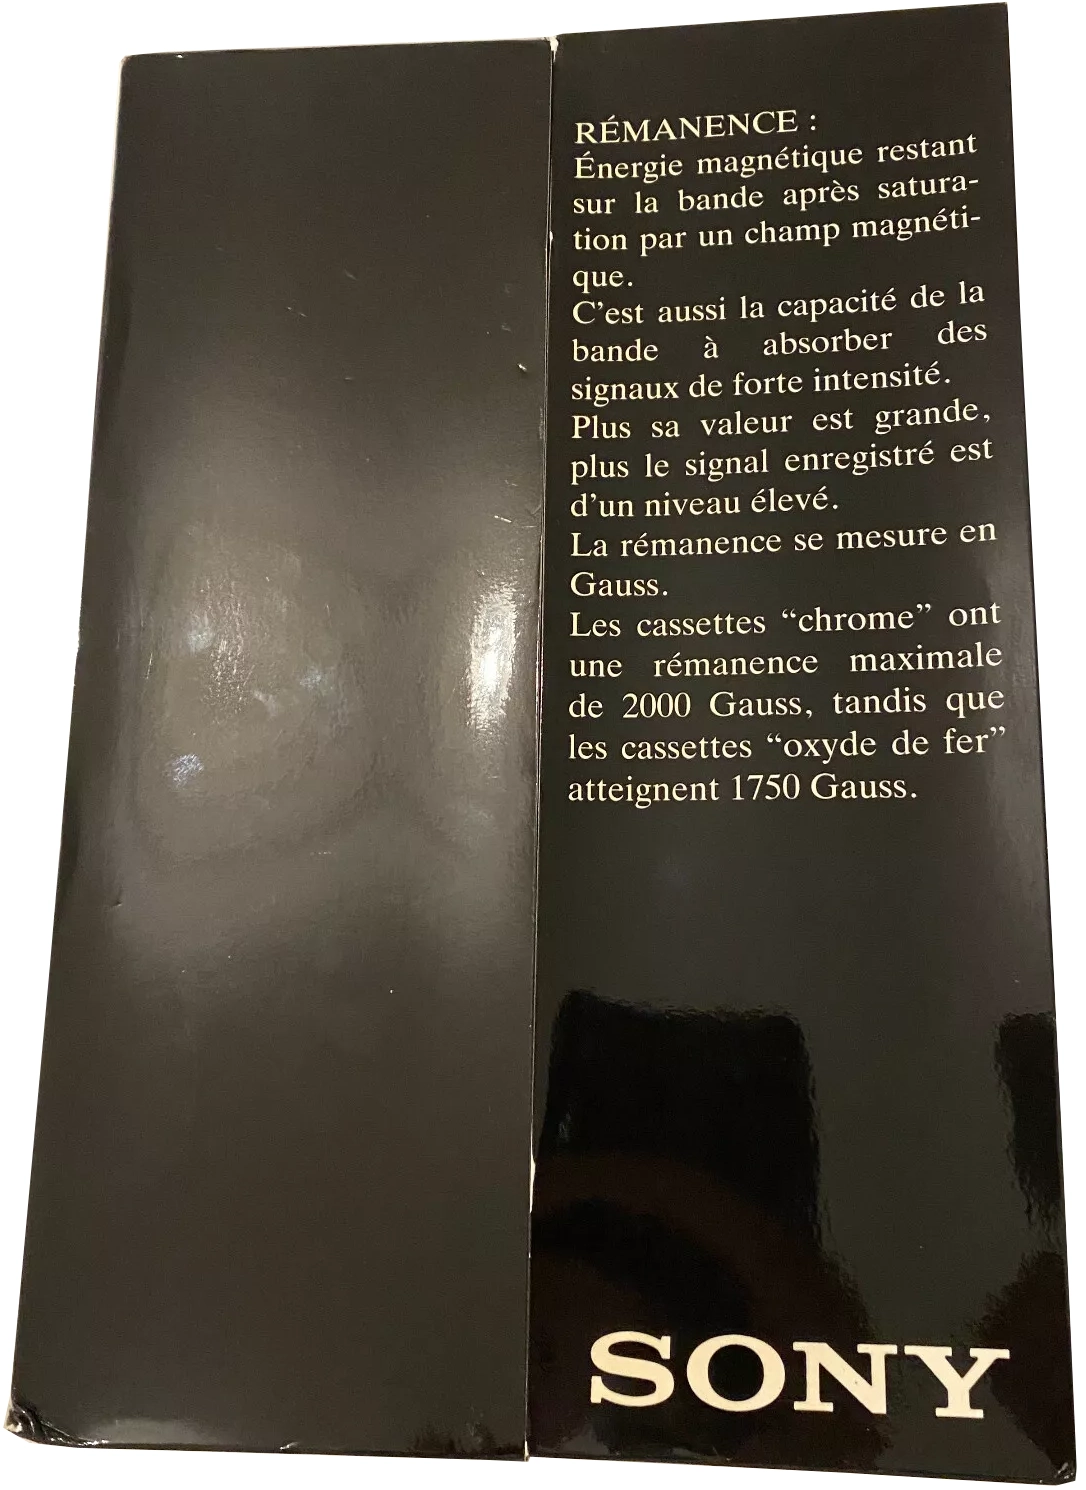 RÉMANENCE :
Énergie magnétique restant
sur la bande après satura-
tion par un champ magnéti-
que.
C’est aussi la capacité de la
bande à absorber des
signaux de forte intensité.
Plus sa valeur est grande,
plus le signal enregistré est
d’un niveau élevé.
La rémanence se mesure en
Gauss.
Les cassettes “chrome” ont
une rémanence maximale
de 2000 Gauss, tandis que
les cassettes “oxyde de fer”
atteignent 1750 Gauss.
SONY